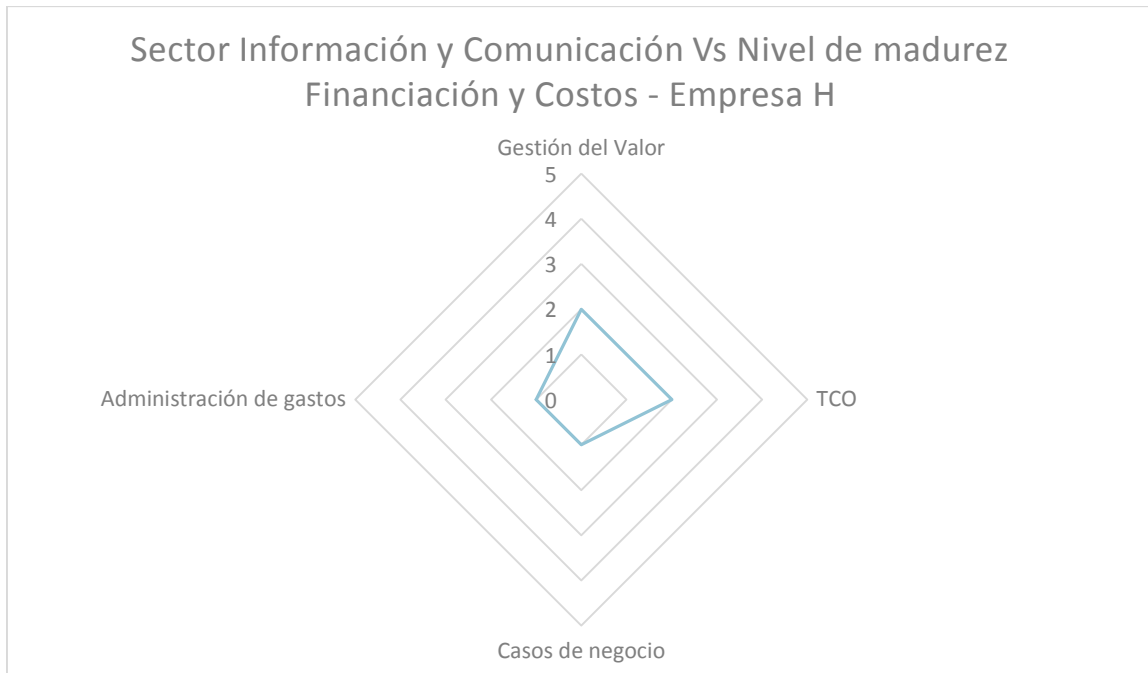 Sector Información y Comunicación Vs Nivel de madurez
Financiación y Costos - Empresa H
Gestión del Valor
5
4
3
2
1
0
Administración de gastos
TCO
Casos de negocio